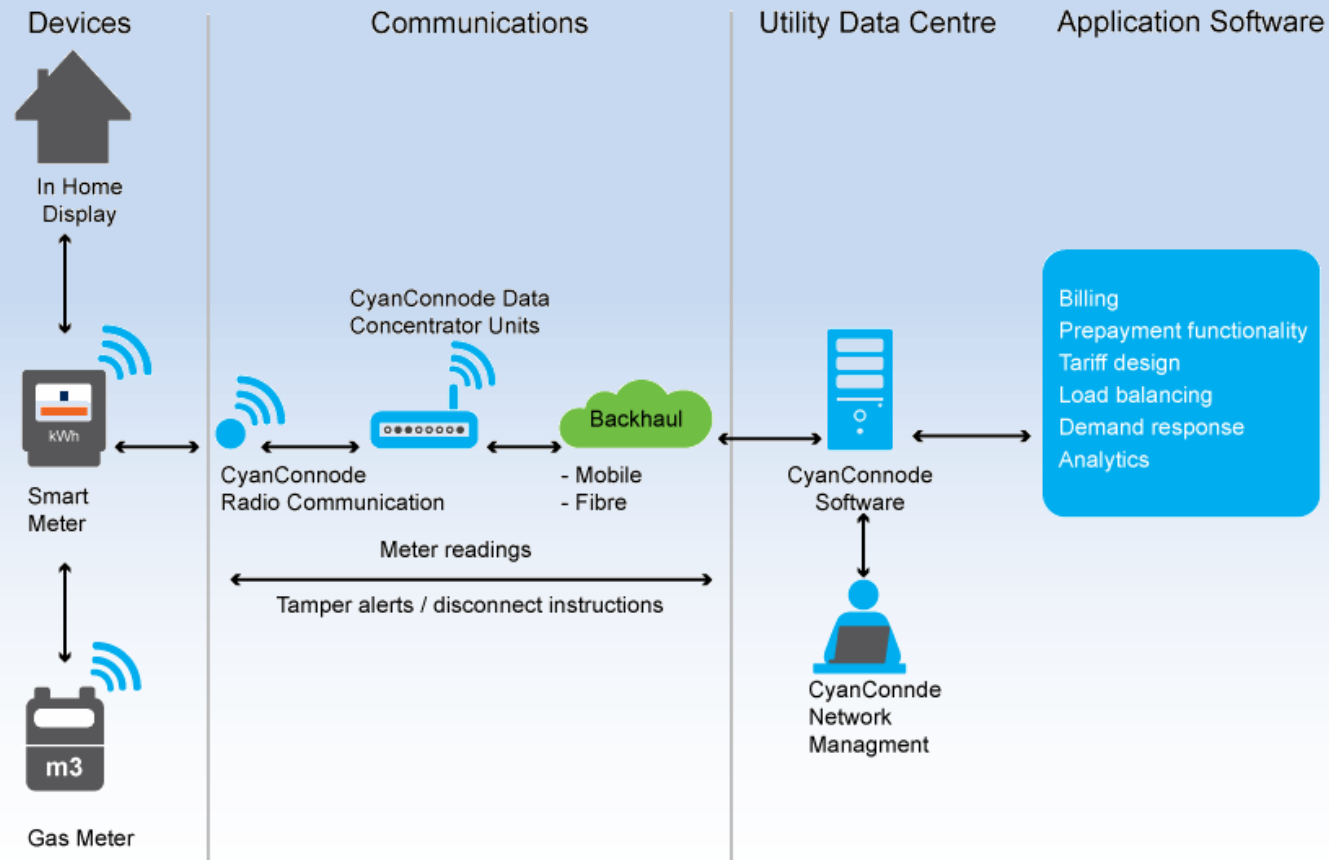 Devices
Communications
Utility Data Centre
Application Software
In Home
Display
CyanConnode Data
Concentrator Units
kWh
Smart
Meter
CyanConnode
Radio Communication
Backhaul
- Mobile
- Fibre
Meter readings
Tamper alerts / disconnect instructions
m3
Gas Meter
CyanConnode
Software
CyanConnde
Network
Managment
Billing
Prepayment functionality
Tariff design
Load balancing
Demand response
Analytics